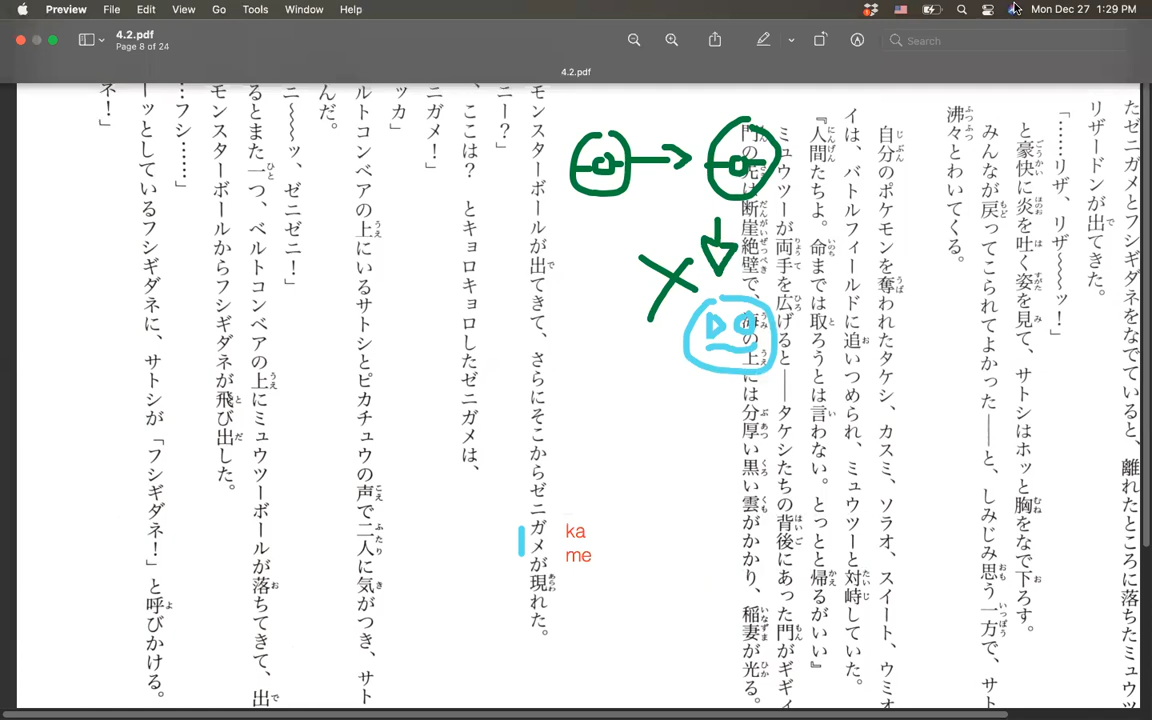 Preview File Edit View Go Tools Window Help Mon Dec 27 1:29 PM
4.2.pdf
Page 8 of 24
Search
4.2.pdf
たゼニガメとフシギダネをなでていると、離れたところに落ちたミュウツ
リザードンが出てきた。
「……リザ、リザ〜〜〜ッ！」
と豪快に炎を吐く姿を見て、サトシはホッと胸をなで下ろす。
みんなが戻ってこられてよかった――と、しみじみ思う一方で、サト
沸々とわいてくる。
自分のポケモンを奪われたタケシ、カスミ、ソラオ、スイート、ウミオ
イは、バトルフィールドに追いつめられ、ミュウツーと対峙していた。
『人間たちよ。命までは取ろうとは言わない。とっとと帰るがいい』
ミュウツーが両手を広げると――タケシたちの背後にあった門がギギィ
門の先は断崖絶壁で、海の上には分厚い黒い雲がかかり、稲妻が光る。
ka
me
モンスターボールが出てきて、さらにそこからゼニガメが現れた。
ニー？」
、ここは？　とキョロキョロしたゼニガメは、
ニガメ！」
ッカ」
ルトコンベアの上にいるサトシとピカチュウの声で二人に気がつき、サト
んだ。
ニ〜〜〜ッ、ゼニゼニ！」
るとまた一つ、ベルトコンベアの上にミュウツーボールが落ちてきて、出
モンスターボールからフシギダネが飛び出した。
…フシ……」
ーッとしているフシギダネに、サトシが「フシギダネ！」と呼びかける。
ネ！」